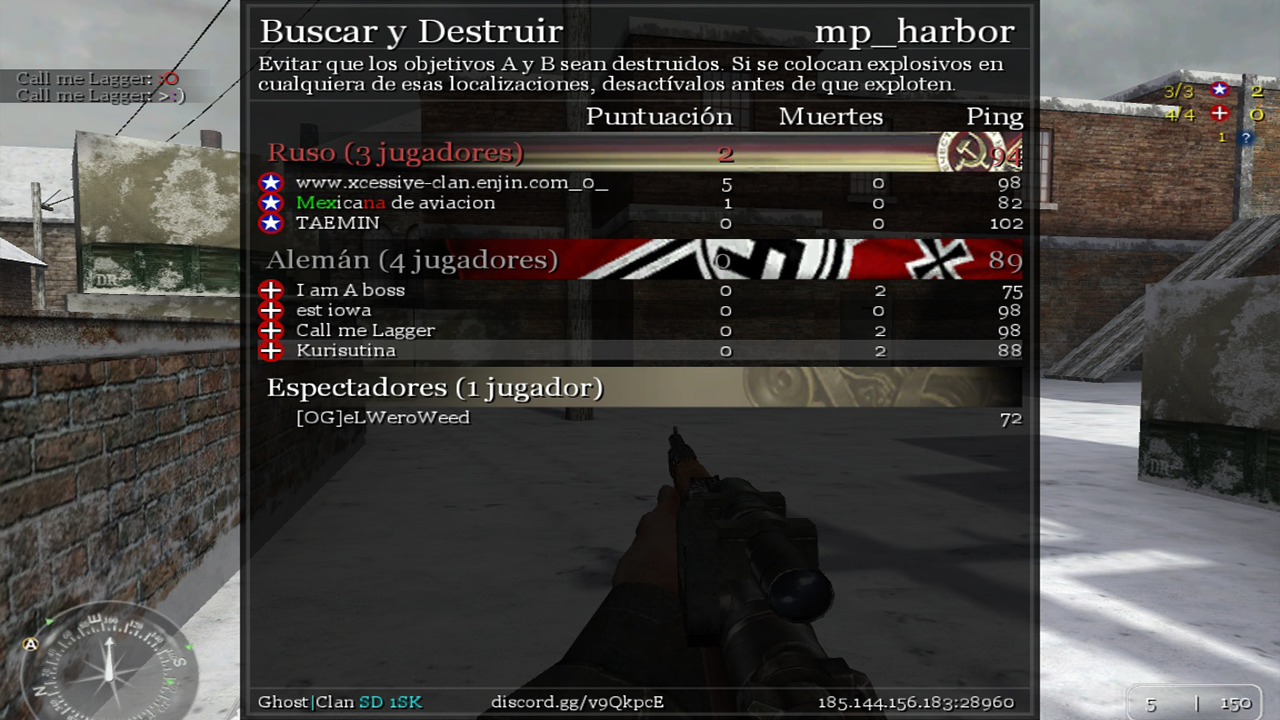 Buscar y Destruir mp_harbor
Evitar que los objetivos A y B sean destruidos. Si se colocan explosivos en
cualquiera de esas localizaciones, desactívalos antes de que exploten.
Call me Lagger: :O
Call me Lagger: > :)
3/3 2
4/4 0
1 ?
Puntuación Muertes Ping
Ruso (3 jugadores) 2 94
www.xcessive-clan.enjin.com_o_ 5 0 98
Mexicana de aviacion 1 0 82
TAEMIN 0 0 102
Alemán (4 jugadores) 0 89
I am A boss 0 2 75
est iowa 0 0 98
Call me Lagger 0 2 98
Kurisutina 0 2 88
Espectadores (1 jugador)
[OG]eLWeroWeed 72
A
N E S
Ghost|Clan SD 1SK discord.gg/v9QkpcE 185.144.156.183:28960
5 | 150